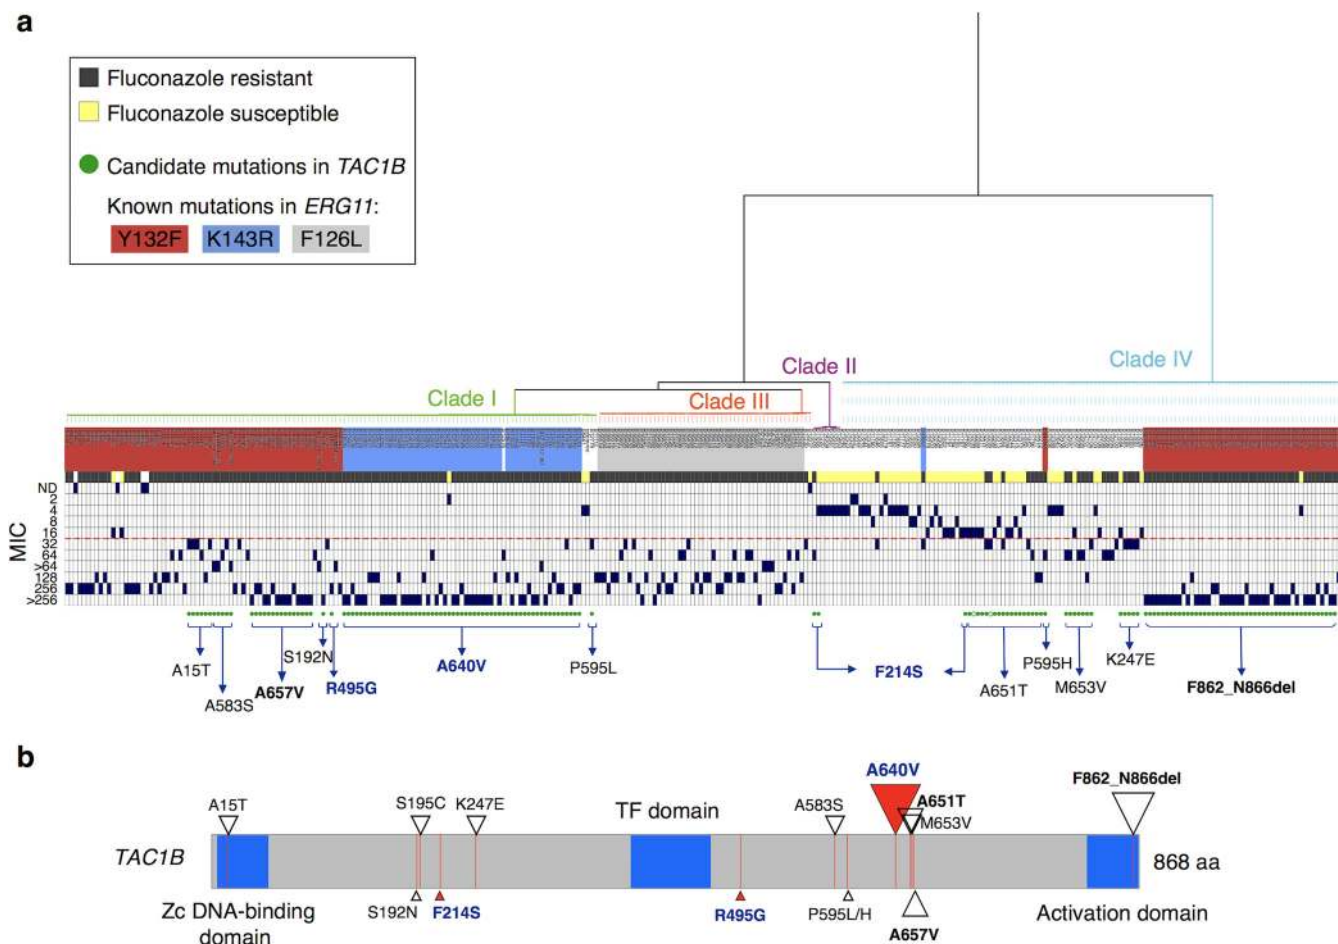 a
Fluconazole resistant
Fluconazole susceptible
Candidate mutations in TAC1B
Known mutations in ERG11:
Y132F K143R F126L
Clade I
Clade III
Clade II
Clade IV
MIC
ND
2
4
8
16
32
64
>64
128
256
>256
A15T
A583S
A657V
S192N
R495G
A640V
P595L
F214S
A651T
P595H
M653V
K247E
F862_N866del
b
A15T
S195C
K247E
TF domain
A583S
A640V
A651T
M653V
F862_N866del
TAC1B
868 aa
Zc DNA-binding
domain
S192N
F214S
R495G
P595L/H
A657V
Activation domain